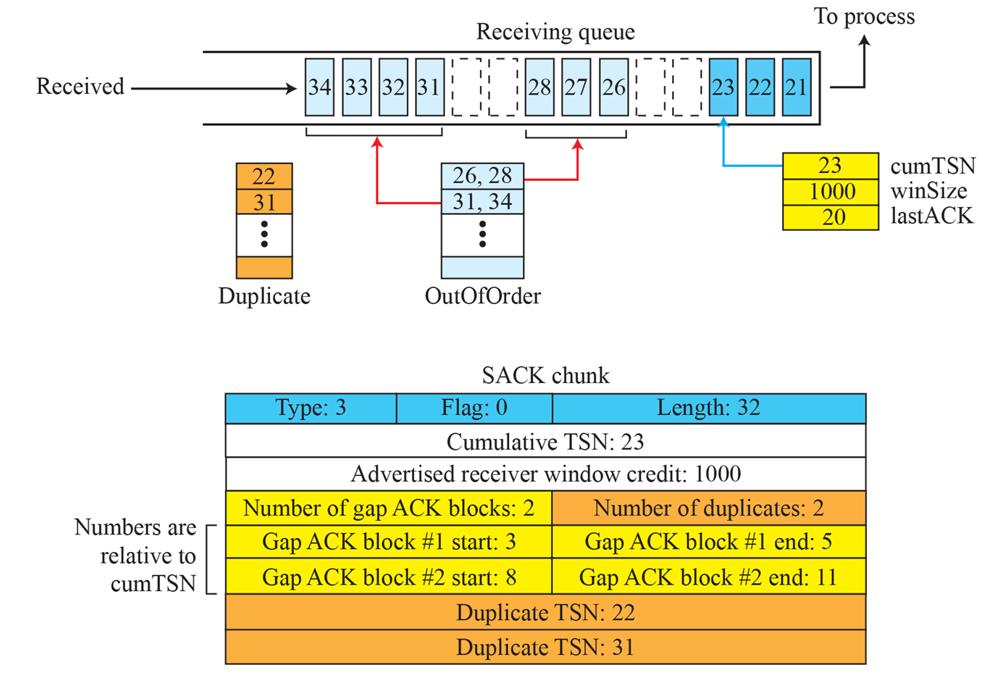 To process
Receiving queue
Received
34 33 32 31 28 27 26 23 22 21
22
31
Duplicate
26, 28
31, 34
OutOfOrder
23 cumTSN
1000 winSize
20 lastACK
SACK chunk
Type: 3 Flag: 0 Length: 32
Cumulative TSN: 23
Advertised receiver window credit: 1000
Number of gap ACK blocks: 2 Number of duplicates: 2
Numbers are
relative to
cumTSN
Gap ACK block #1 start: 3 Gap ACK block #1 end: 5
Gap ACK block #2 start: 8 Gap ACK block #2 end: 11
Duplicate TSN: 22
Duplicate TSN: 31